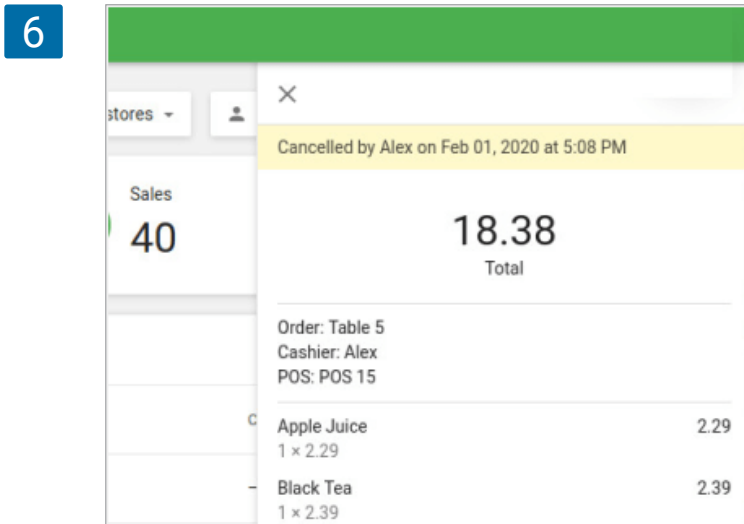 6
stores
Sales
40
Cancelled by Alex on Feb 01, 2020 at 5:08 PM
18.38
Total
Order: Table 5
Cashier: Alex
POS: POS 15
Apple Juice 2.29
1 × 2.29
Black Tea 2.39
1 × 2.39